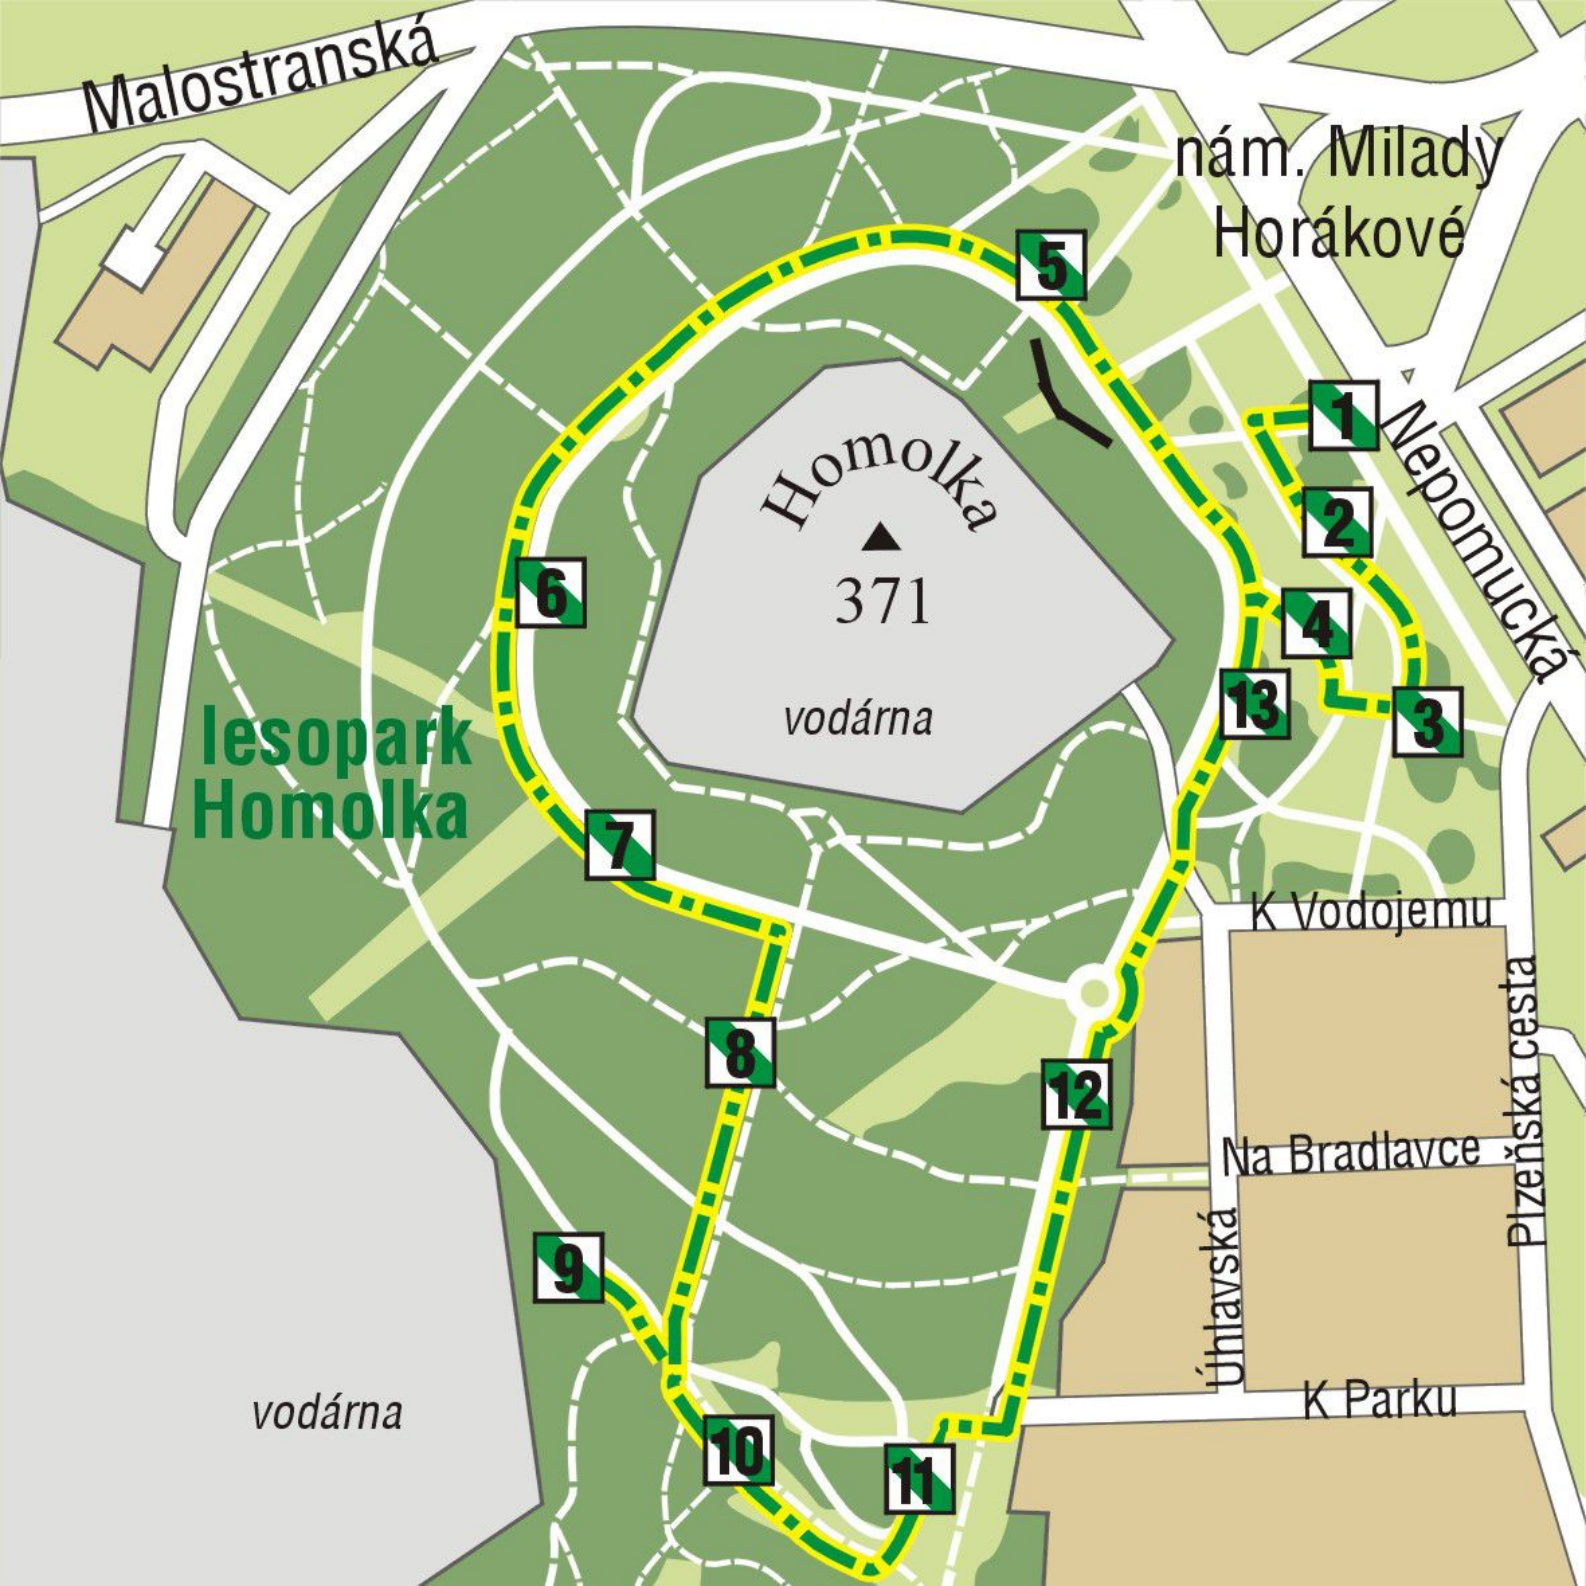 Malostranská
nám. Milady
Horákové
5
1
Nepomucká
Homolka
371
2
4
6
13
3
vodárna
lesopark
Homolka
7
K Vodojemu
8
12
Plzeňská cesta
Na Bradlavce
Úhlavská
9
K Parku
vodárna
10
11